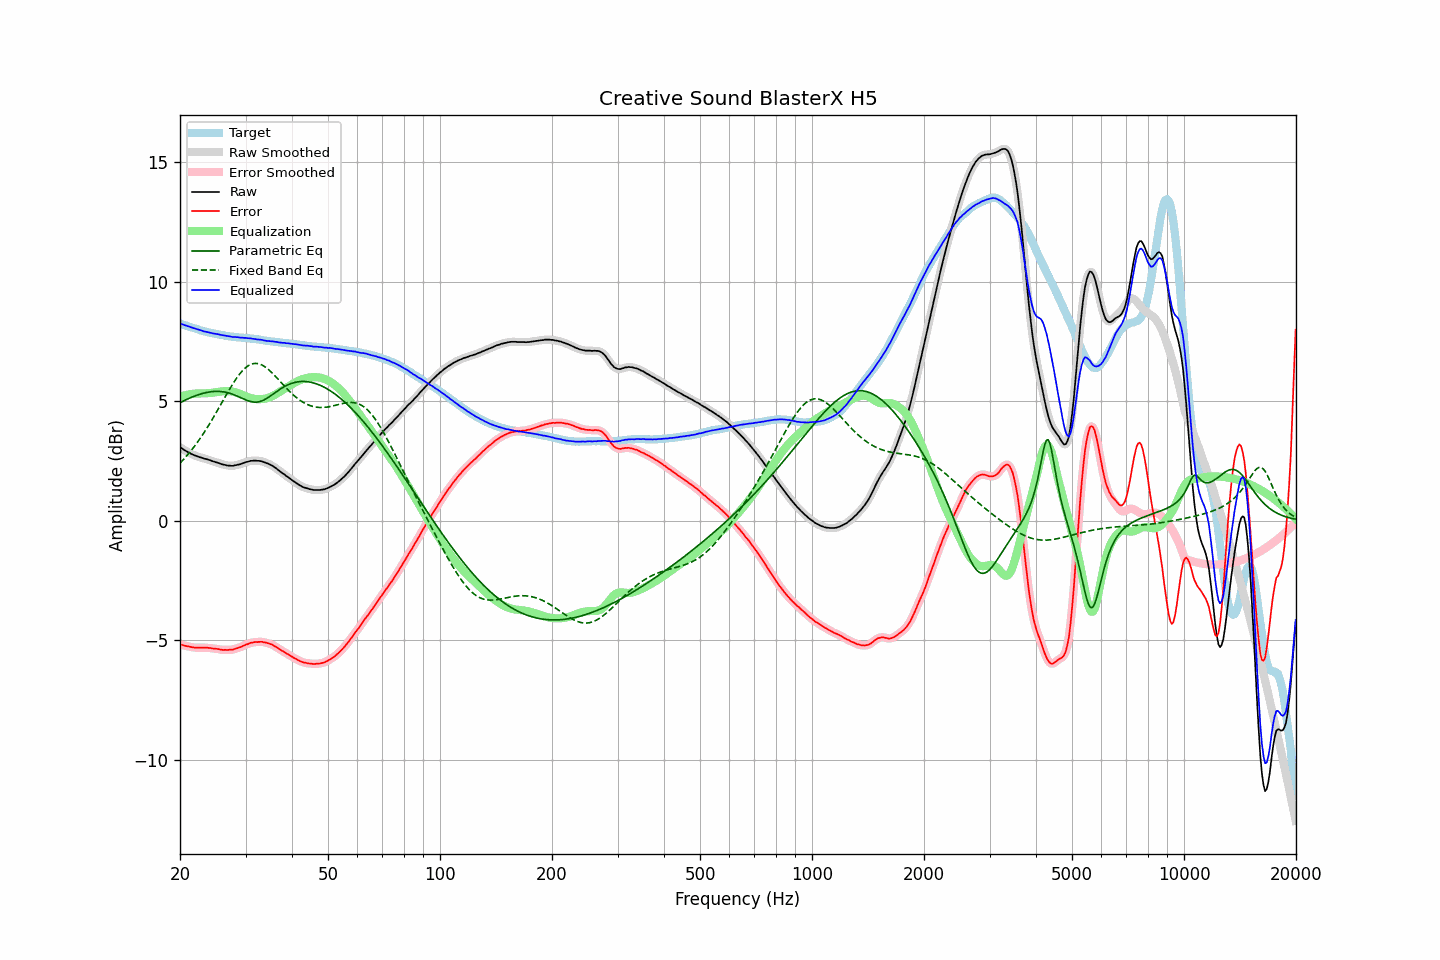 Creative Sound BlasterX H5
Target
Raw Smoothed
Error Smoothed
Raw
Error
Equalization
Parametric Eq
Fixed Band Eq
Equalized
Amplitude (dBr)
15
10
5
0
−5
−10
20 50 100 200 500 1000 2000 5000 10000 20000
Frequency (Hz)